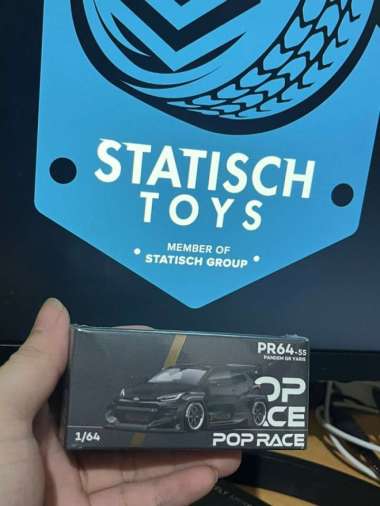 STATISCH
TOYS
MEMBER OF
• STATISCH GROUP •
PR64-55
PANDEM GR YARIS
OP
ACE
1/64
POP RACE